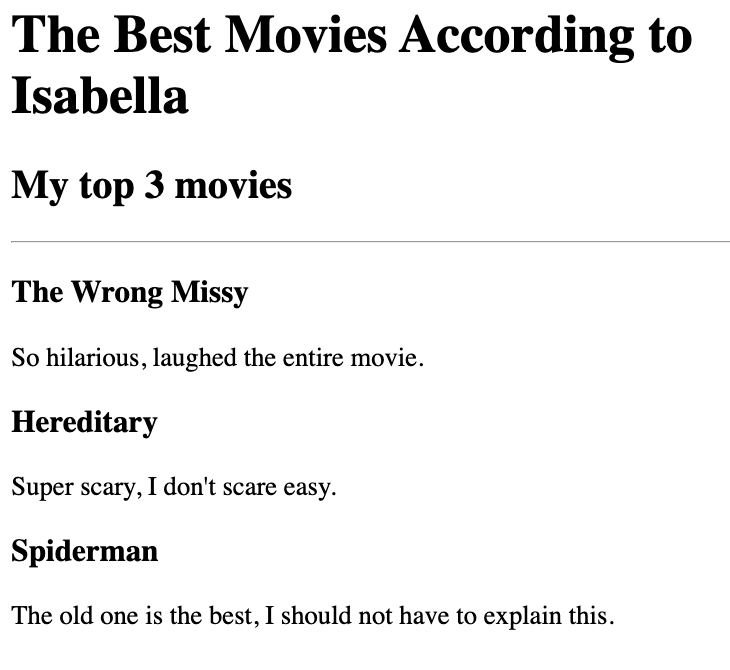 The Best Movies According to
Isabella
My top 3 movies
The Wrong Missy
So hilarious, laughed the entire movie.
Hereditary
Super scary, I don't scare easy.
Spiderman
The old one is the best, I should not have to explain this.